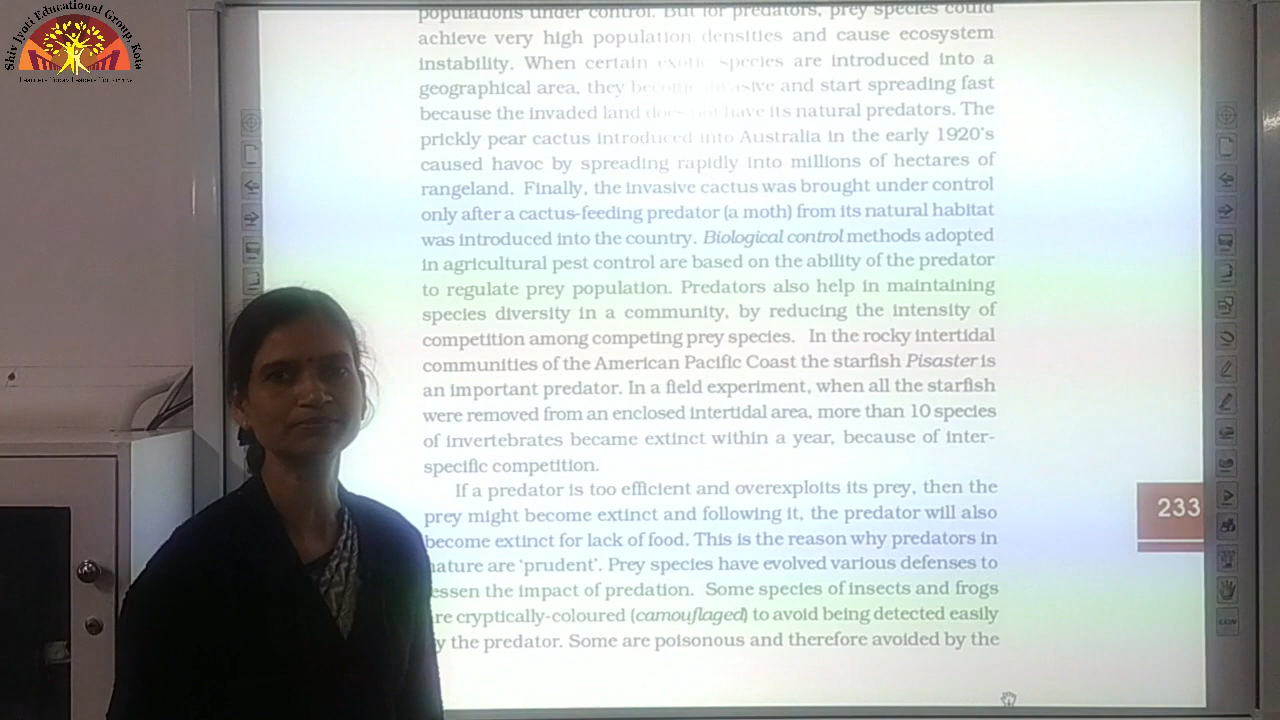 Shiv Jyoti Educational Group, Kota
Learners Today Leaders Tomorrow
populations under control. But for predators, prey species could
achieve very high population densities and cause ecosystem
instability. When certain exotic species are introduced into a
geographical area, they become invasive and start spreading fast
because the invaded land does not have its natural predators. The
prickly pear cactus introduced into Australia in the early 1920's
caused havoc by spreading rapidly into millions of hectares of
rangeland. Finally, the invasive cactus was brought under control
only after a cactus-feeding predator (a moth) from its natural habitat
was introduced into the country. Biological control methods adopted
in agricultural pest control are based on the ability of the predator
to regulate prey population. Predators also help in maintaining
species diversity in a community, by reducing the intensity of
competition among competing prey species. In the rocky intertidal
communities of the American Pacific Coast the starfish Pisaster is
an important predator. In a field experiment, when all the starfish
were removed from an enclosed intertidal area, more than 10 species
of invertebrates became extinct within a year, because of inter-
specific competition.
If a predator is too efficient and overexploits its prey, then the
prey might become extinct and following it, the predator will also
become extinct for lack of food. This is the reason why predators in
nature are 'prudent'. Prey species have evolved various defenses to
lessen the impact of predation. Some species of insects and frogs
are cryptically-coloured (camouflaged) to avoid being detected easily
by the predator. Some are poisonous and therefore avoided by the
233